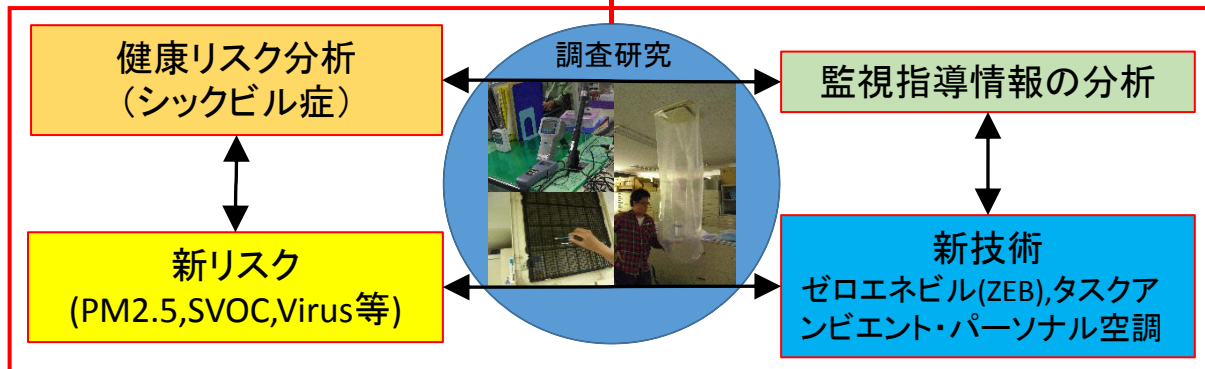 健康リスク分析
（シックビル症）
調査研究
監視指導情報の分析
新リスク
(PM2.5,SVOC,Virus等)
新技術
ゼロエネビル(ZEB),タスクア
ンビエント・パーソナル空調